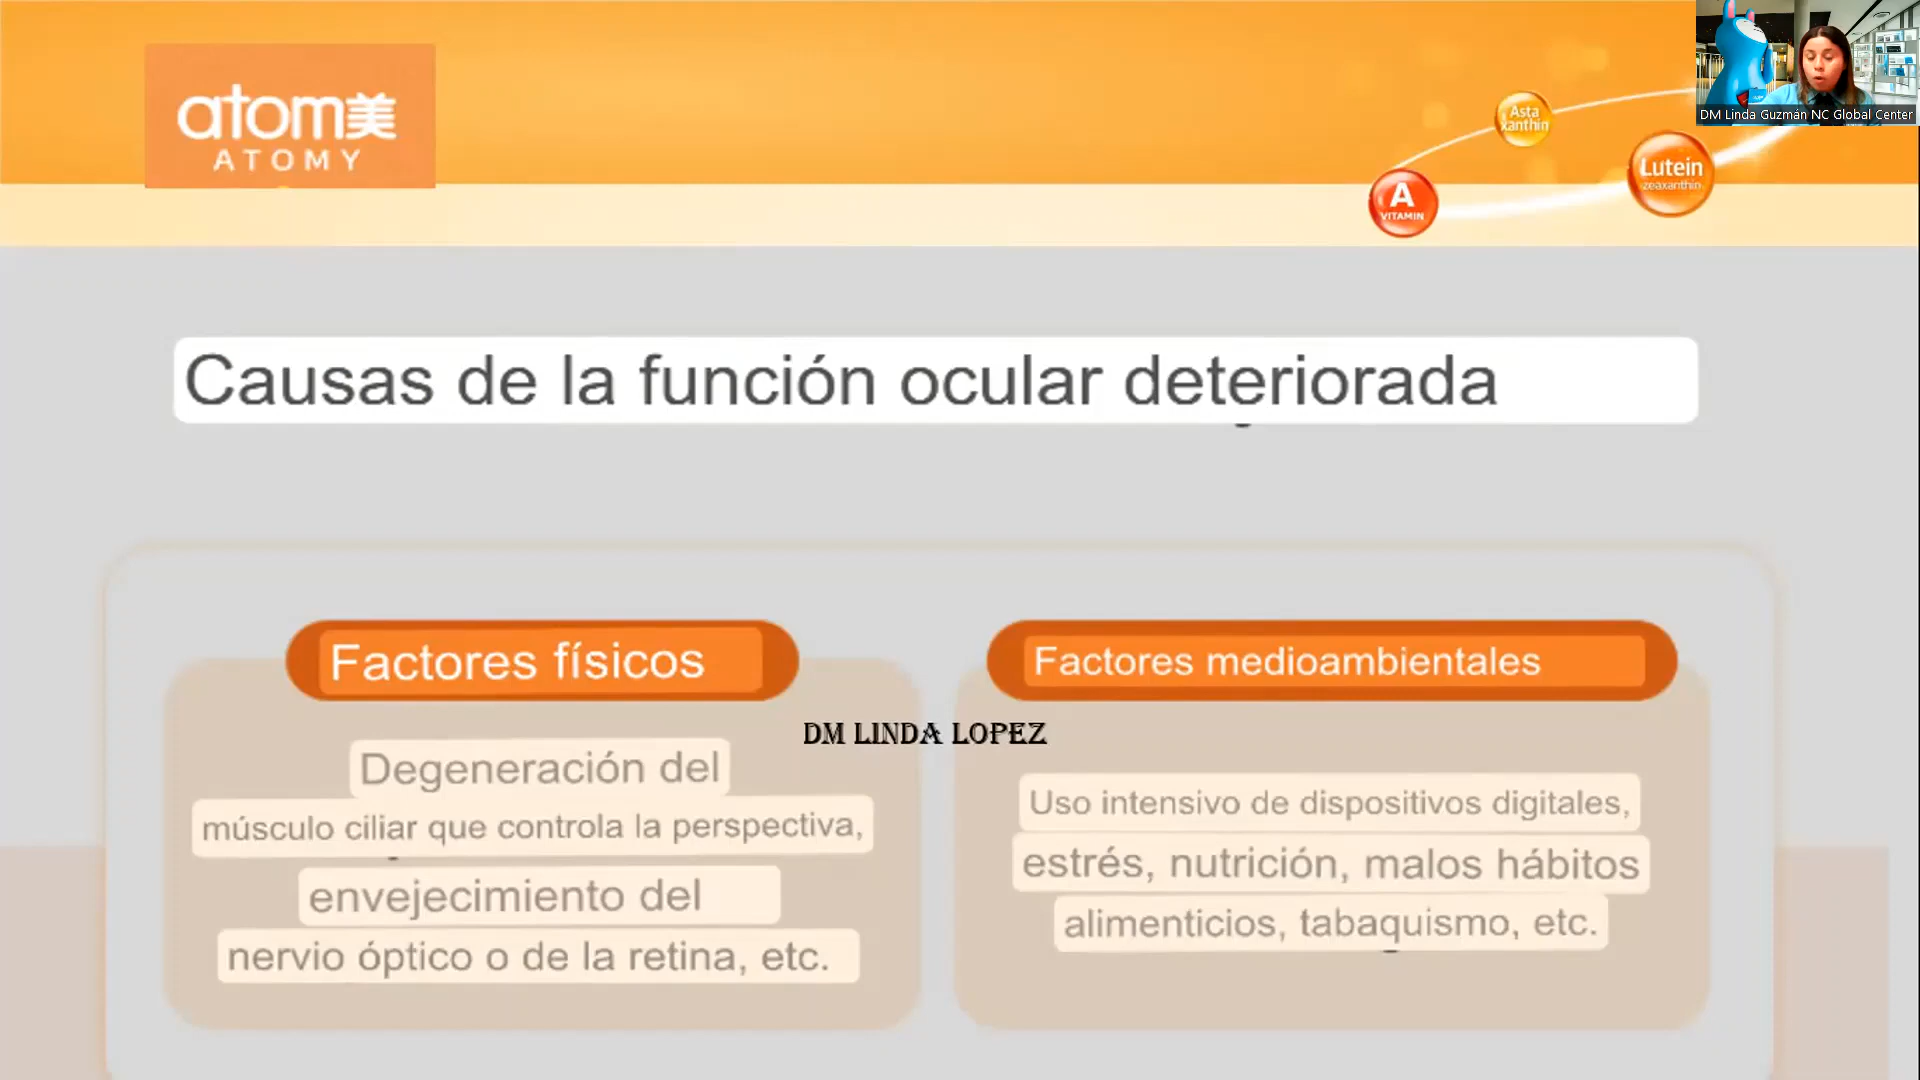 atom美
ATOMY
Asta
xanthin
Lutein
zeaxanthin
A
VITAMIN
DM Linda Guzmán NC Global Center
Causas de la función ocular deteriorada
Factores físicos
Degeneración del
músculo ciliar que controla la perspectiva,
envejecimiento del
nervio óptico o de la retina, etc.
DM LINDA LOPEZ
Factores medioambientales
Uso intensivo de dispositivos digitales,
estrés, nutrición, malos hábitos
alimenticios, tabaquismo, etc.